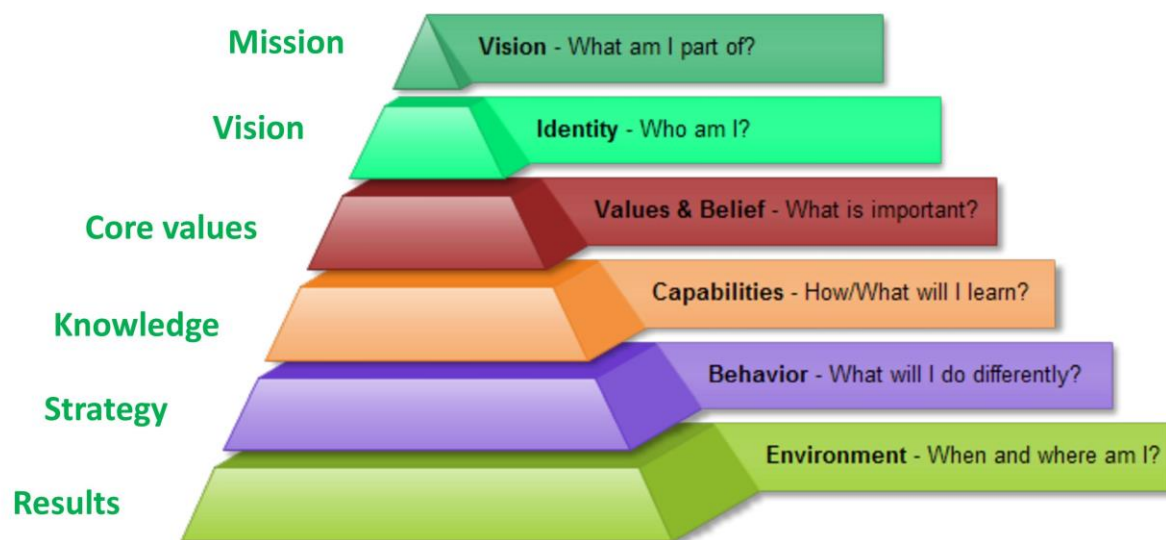 Mission
Vision - What am I part of?
Vision
Identity - Who am I?
Core values
Values & Belief - What is important?
Knowledge
Capabilities - How/What will I learn?
Strategy
Behavior - What will I do differently?
Results
Environment - When and where am I?